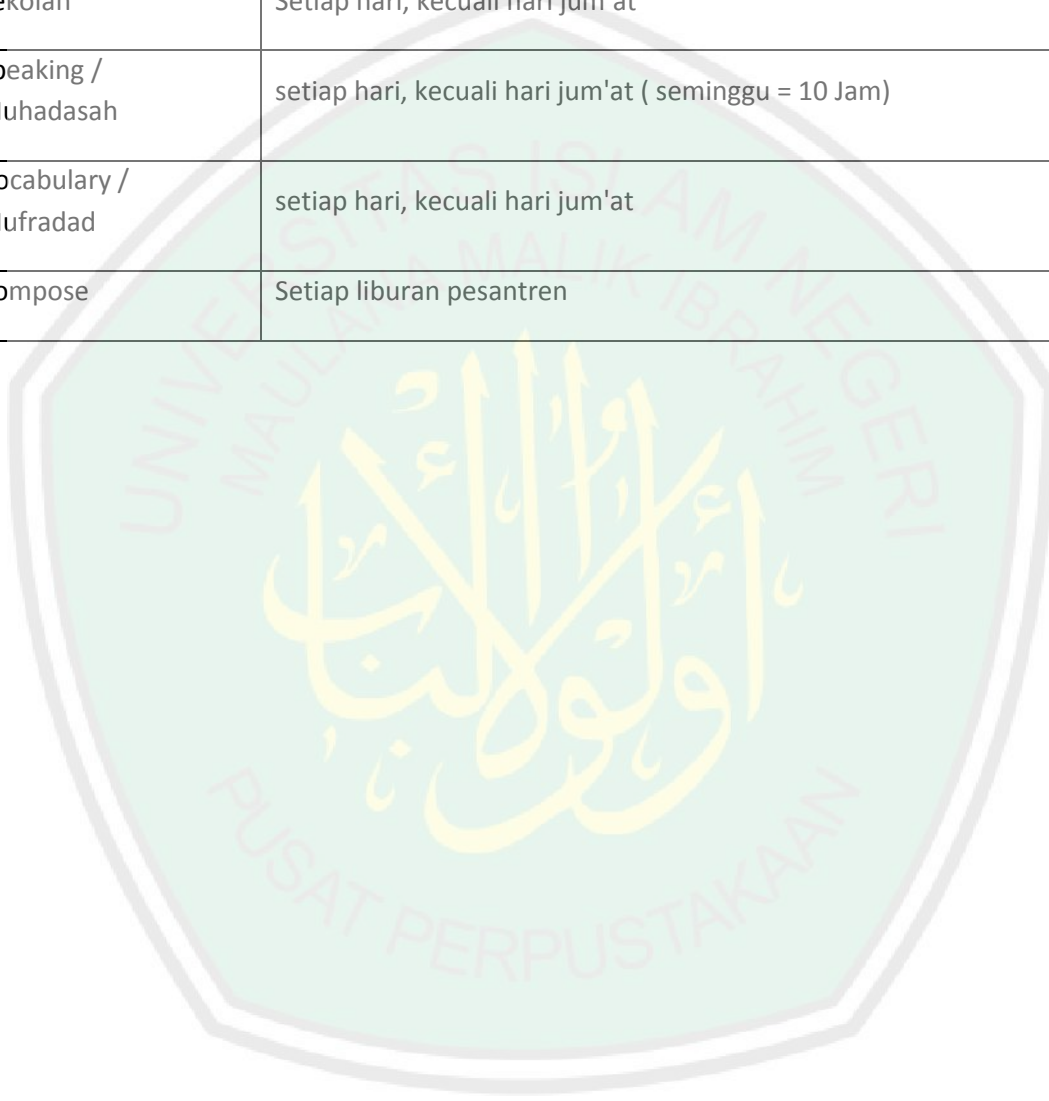 ekolah
Setiap hari, kecuali hari jum'at
peaking /
uhadasah
setiap hari, kecuali hari jum'at ( seminggu = 10 Jam)
ocabulary /
ufradad
setiap hari, kecuali hari jum'at
ompose
Setiap liburan pesantren
UNIVERSITAS ISLAM NEGERI
MAULANA MALIK IBRAHIM
PUSAT PERPUSTAKAAN